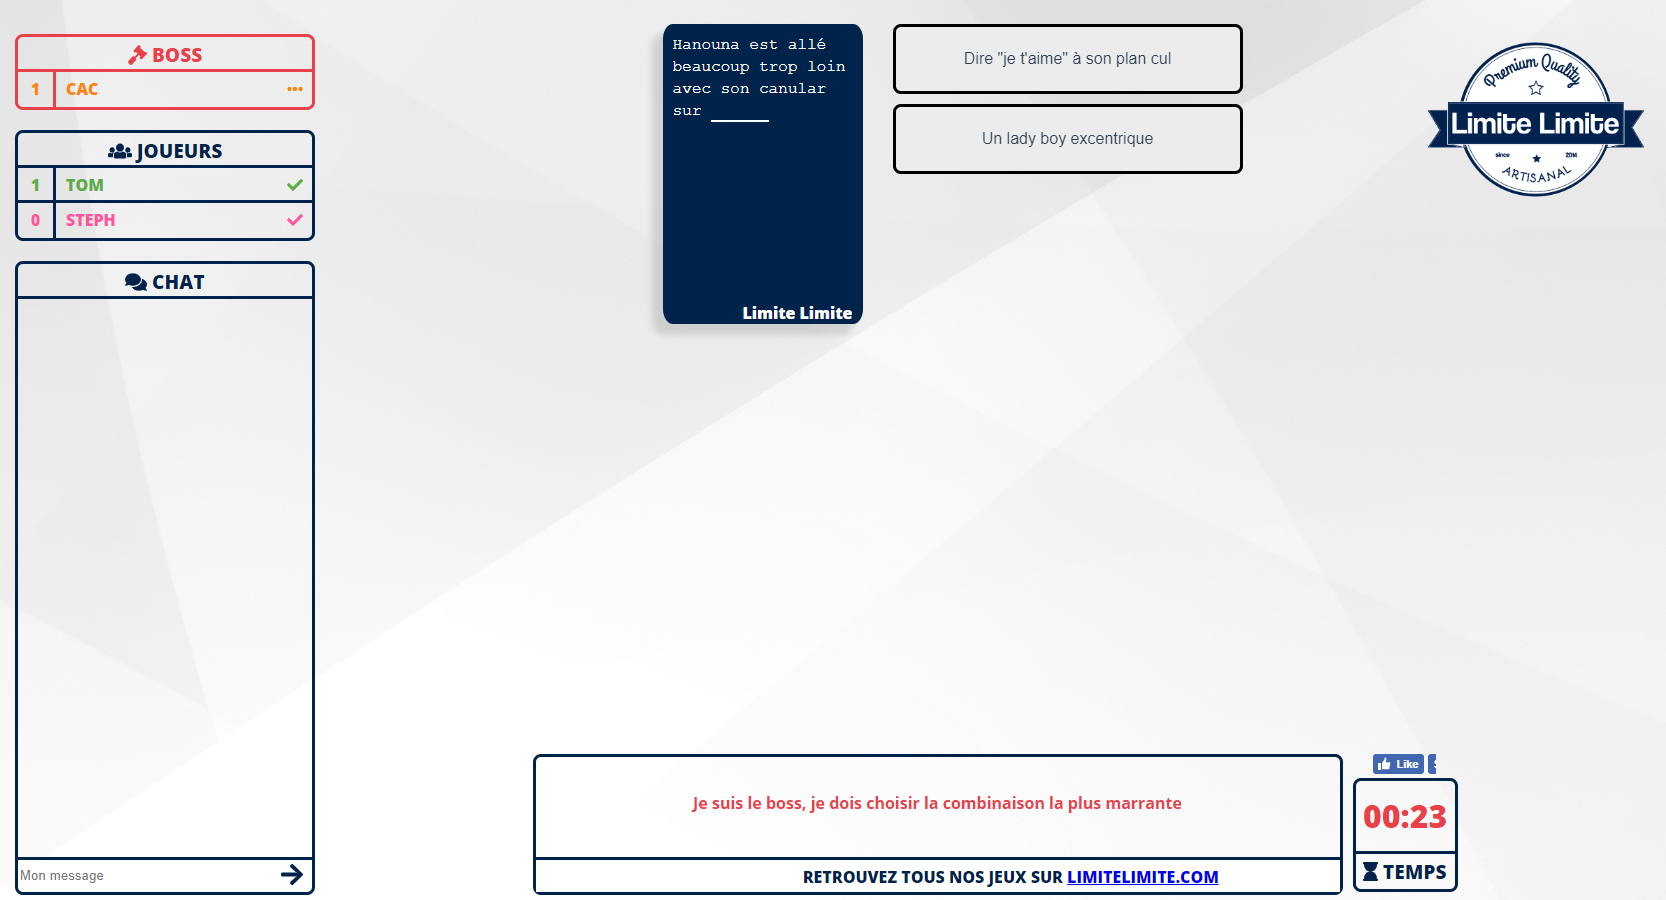 BOSS
1 CAC
JOUEURS
1 TOM
0 STEPH
CHAT
Mon message
Hanouna est allé
beaucoup trop loin
avec son canular
sur ______
Limite Limite
Dire "je t'aime" à son plan cul
Un lady boy excentrique
Premium Quality
Limite Limite
since 2014
ARTISANAL
Je suis le boss, je dois choisir la combinaison la plus marrante
RETROUVEZ TOUS NOS JEUX SUR LIMITELIMITE.COM
Like
00:23
TEMPS